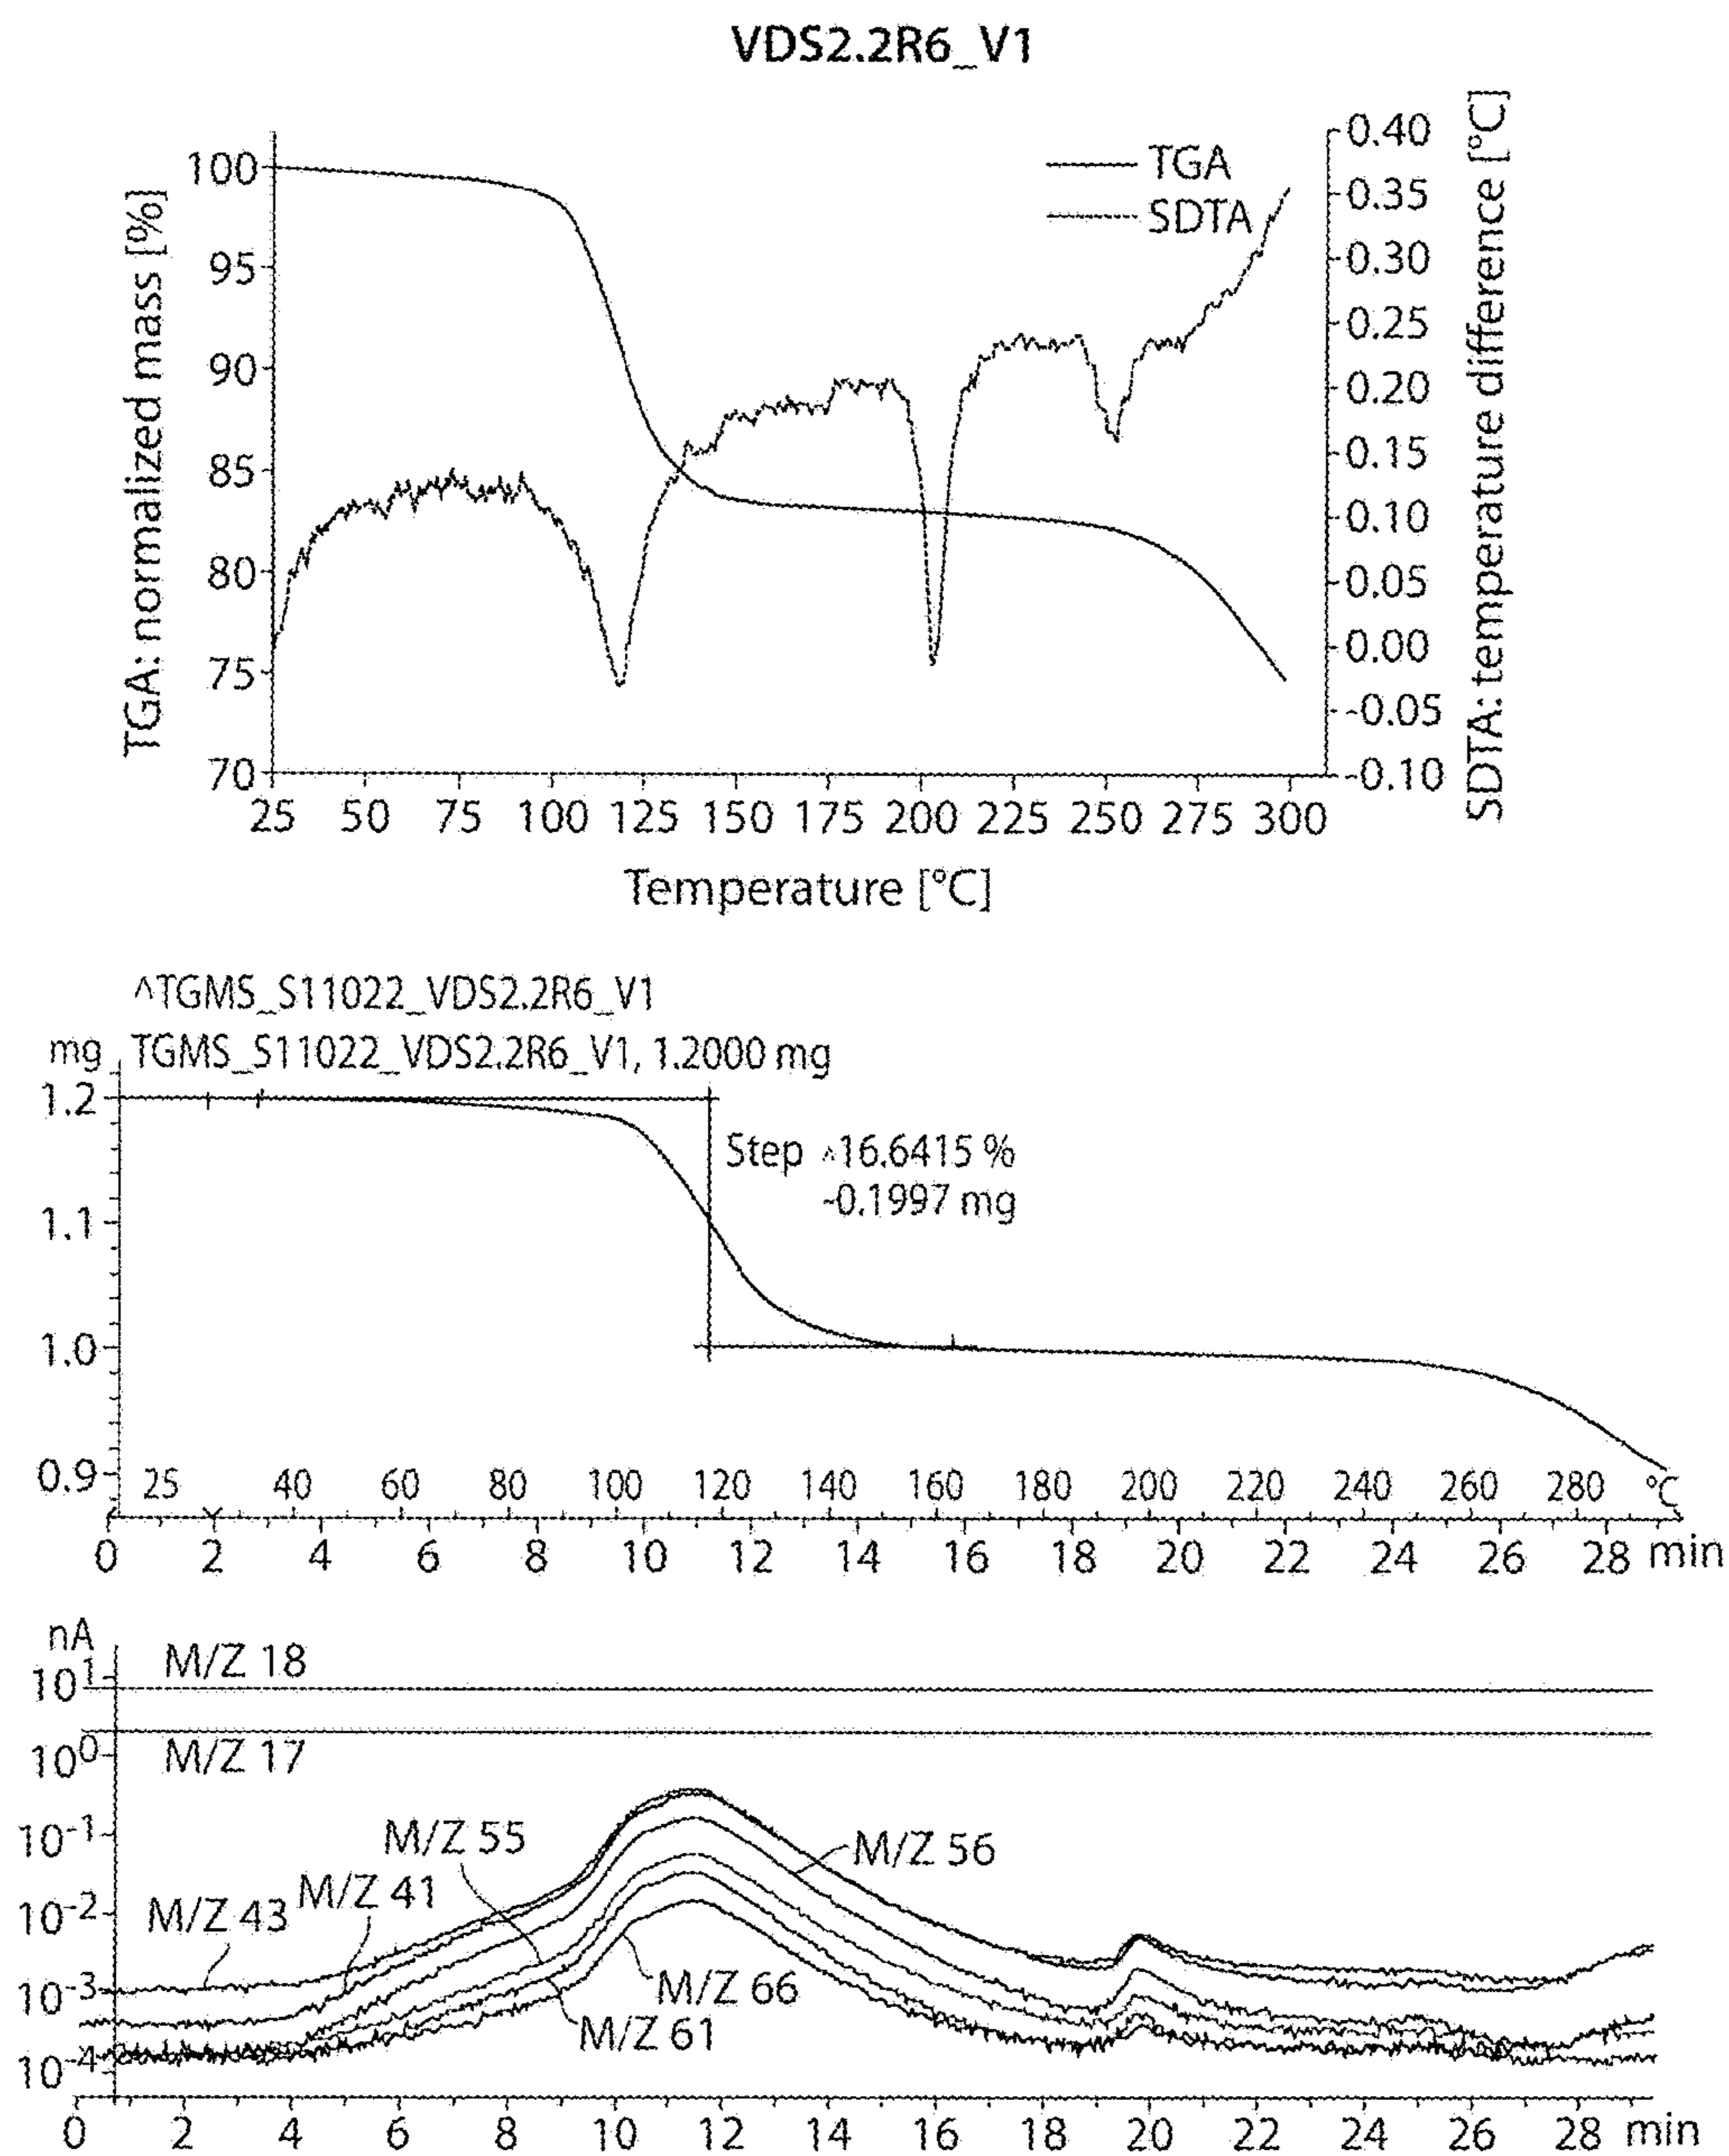 VDS2.2R6_V1
TGA: normalized mass [%]
100
95
90
85
80
75
70
TGA
SDTA
0.40
0.35
0.30
0.25
0.20
0.15
0.10
0.05
0.00
-0.05
-0.10
SDTA: temperature difference [°C]
25 50 75 100 125 150 175 200 225 250 275 300
Temperature [°C]
^TGMS_S11022_VDS2.2R6_V1
mg TGMS_S11022_VDS2.2R6_V1, 1.2000 mg
1.2
Step ^16.6415 %
-0.1997 mg
1.1
1.0
0.9
25 40 60 80 100 120 140 160 180 200 220 240 260 280 °C
0 2 4 6 8 10 12 14 16 18 20 22 24 26 28 min
nA
10¹
M/Z 18
10⁰
M/Z 17
10⁻¹
M/Z 55
M/Z 56
M/Z 41
10⁻²
M/Z 43
10⁻³
M/Z 66
M/Z 61
10⁻⁴
0 2 4 6 8 10 12 14 16 18 20 22 24 26 28 min